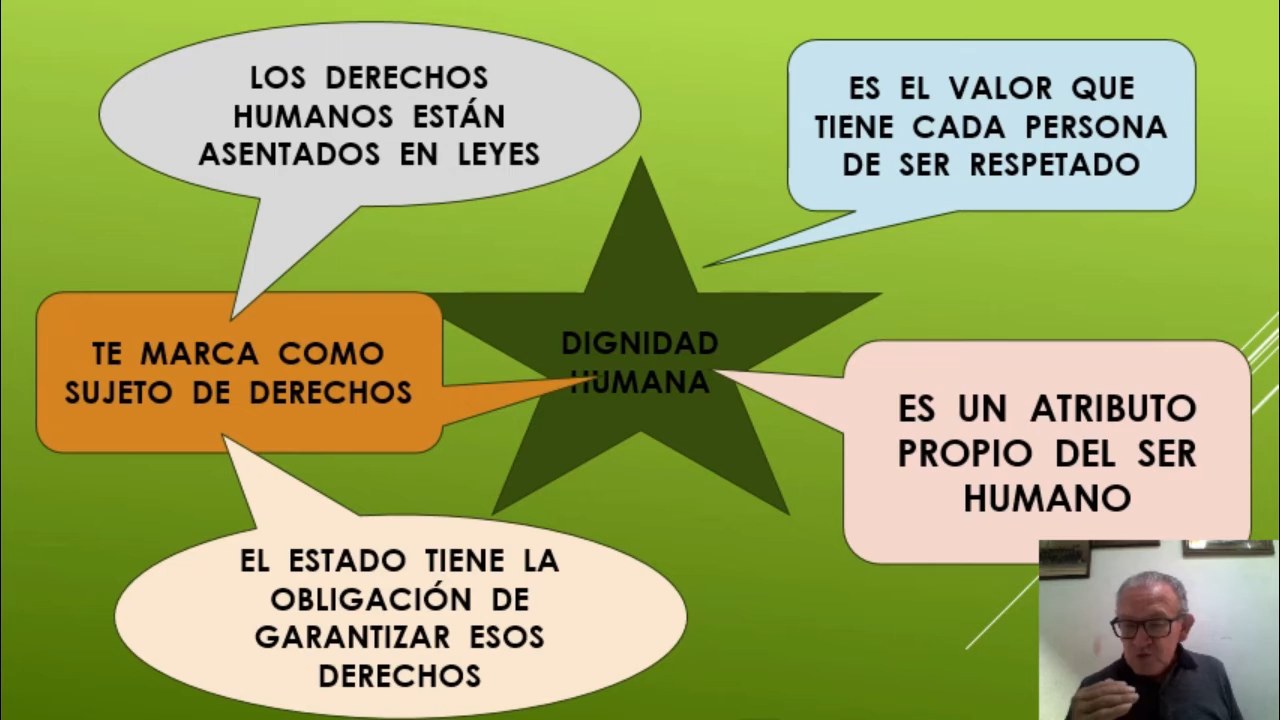 LOS DERECHOS
HUMANOS ESTÁN
ASENTADOS EN LEYES
ES EL VALOR QUE
TIENE CADA PERSONA
DE SER RESPETADO
TE MARCA COMO
SUJETO DE DERECHOS
DIGNIDAD
HUMANA
ES UN ATRIBUTO
PROPIO DEL SER
HUMANO
EL ESTADO TIENE LA
OBLIGACIÓN DE
GARANTIZAR ESOS
DERECHOS